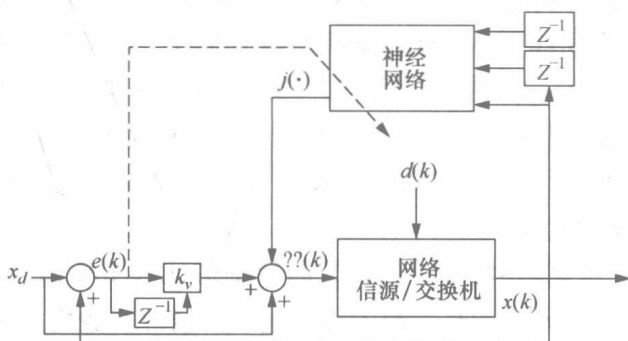 Z⁻¹
神经
网络
Z⁻¹
j(·)
d(k)
x_d
e(k)
k_v
??(k)
网络
信源/交换机
x(k)
+
+
+
Z⁻¹